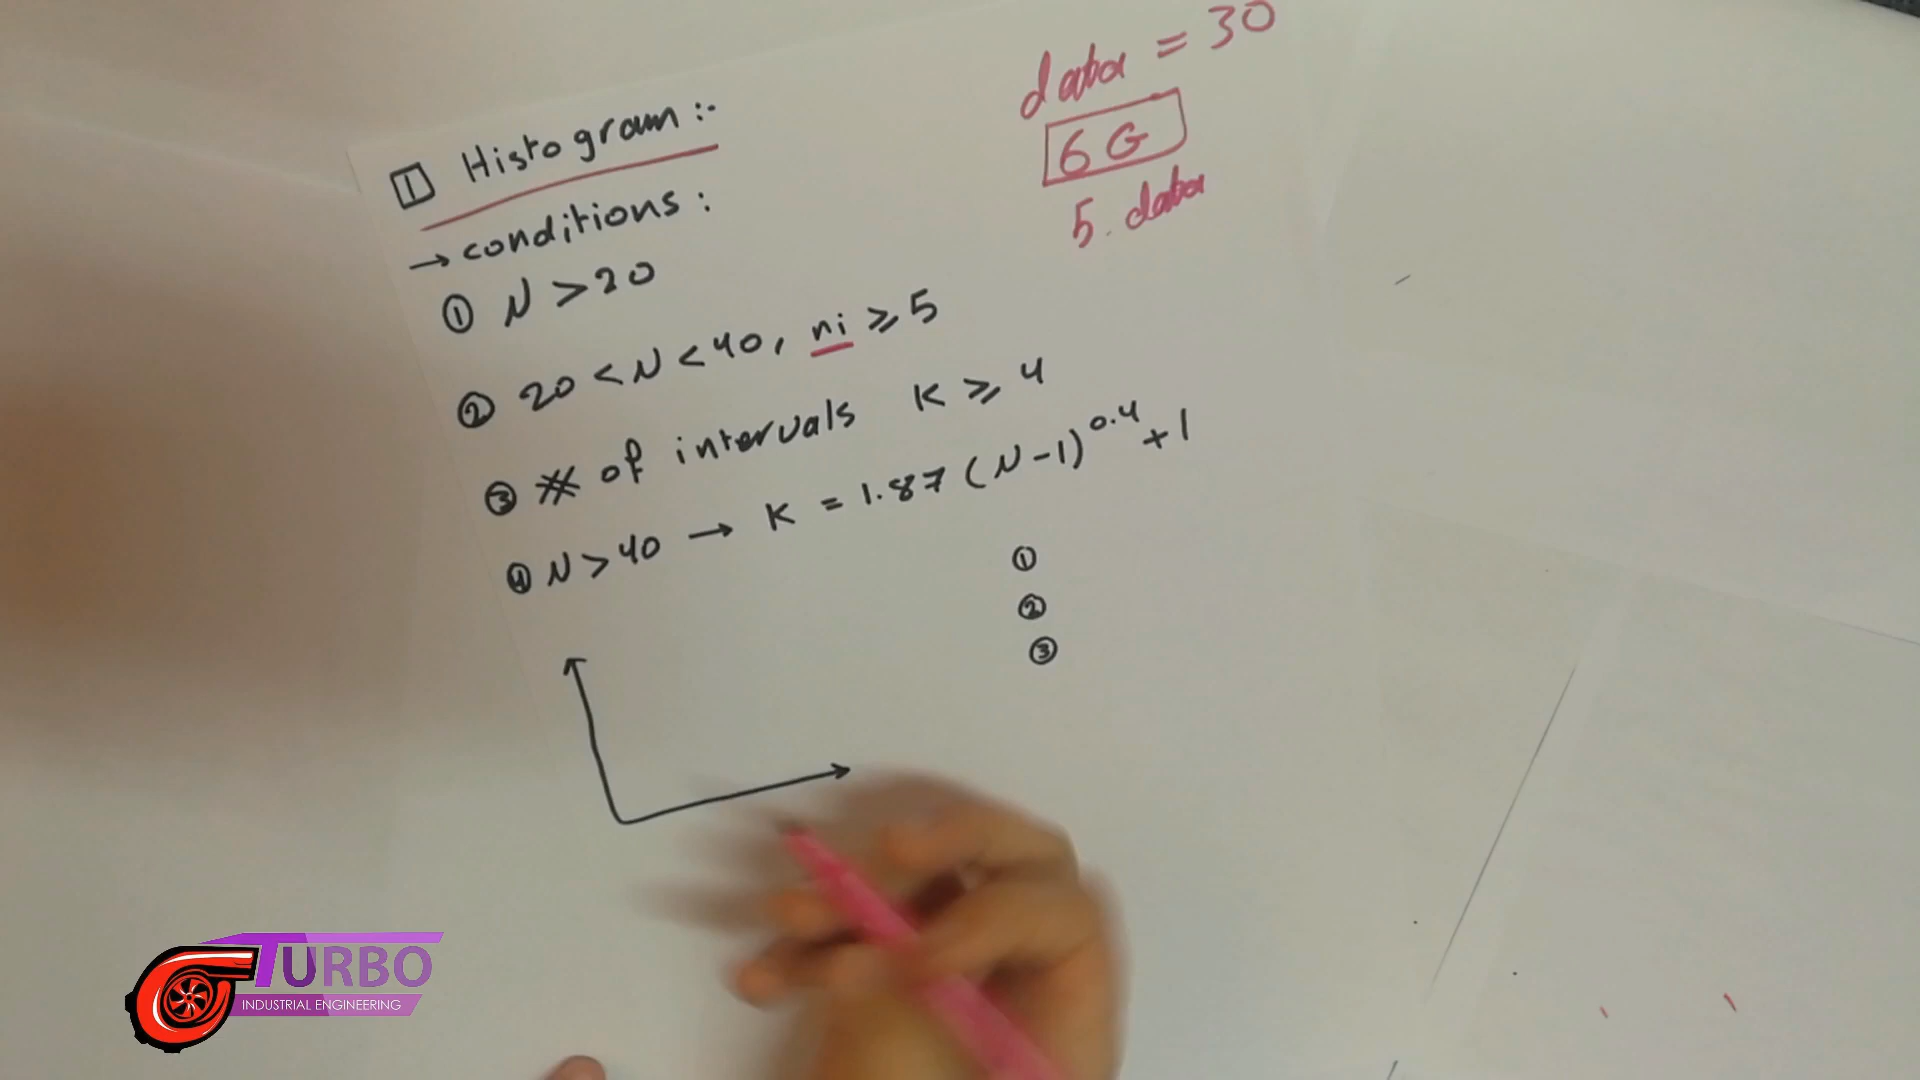 1 Histogram :-
→ conditions :
① N > 20
② 20 < N < 40, ni ≥ 5
③ # of intervals K ≥ 4
④ N > 40 → K = 1.87 (N - 1)^0.4 + 1
data = 30
6 G
5. data
①
②
③
TURBO
INDUSTRIAL ENGINEERING